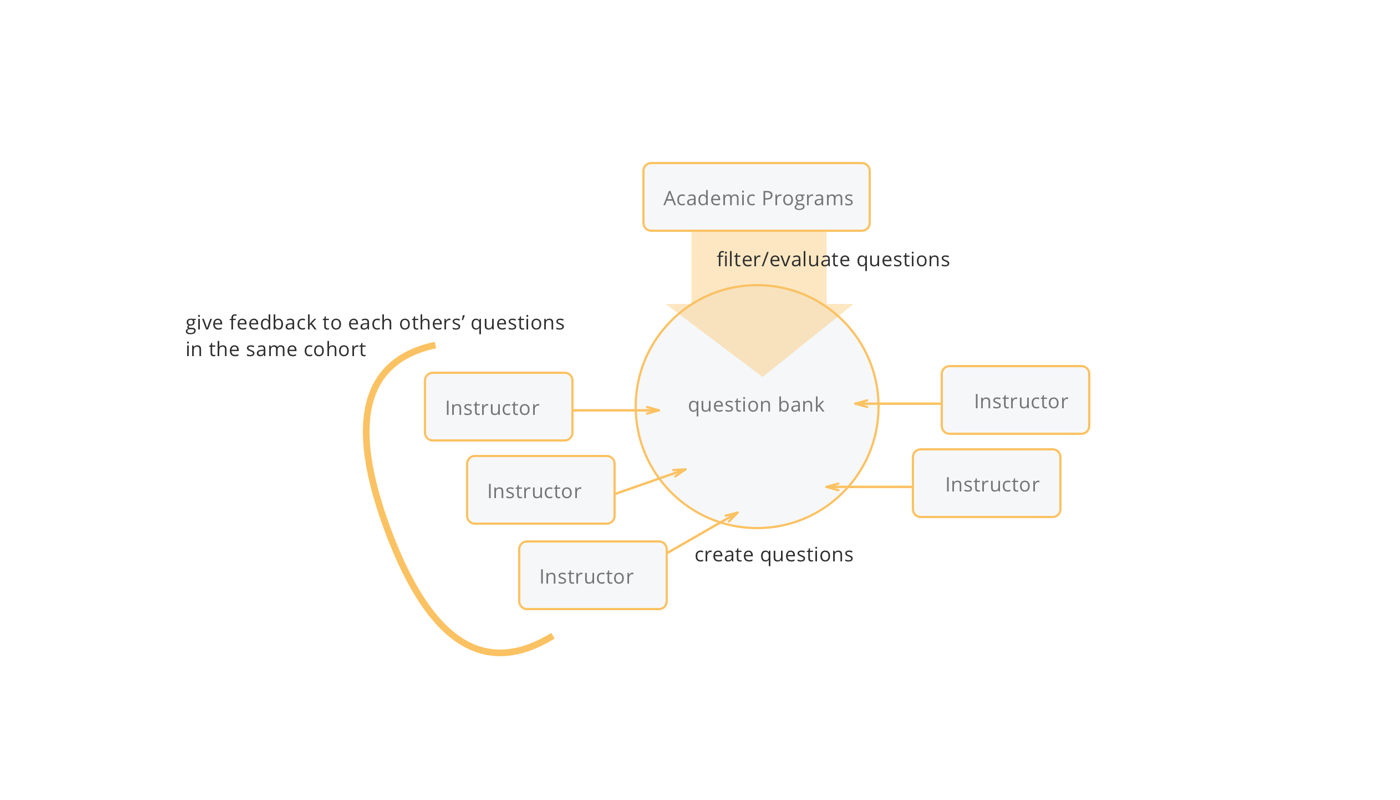 Academic Programs
filter/evaluate questions
give feedback to each others’ questions
in the same cohort
Instructor
question bank
Instructor
Instructor
Instructor
create questions
Instructor